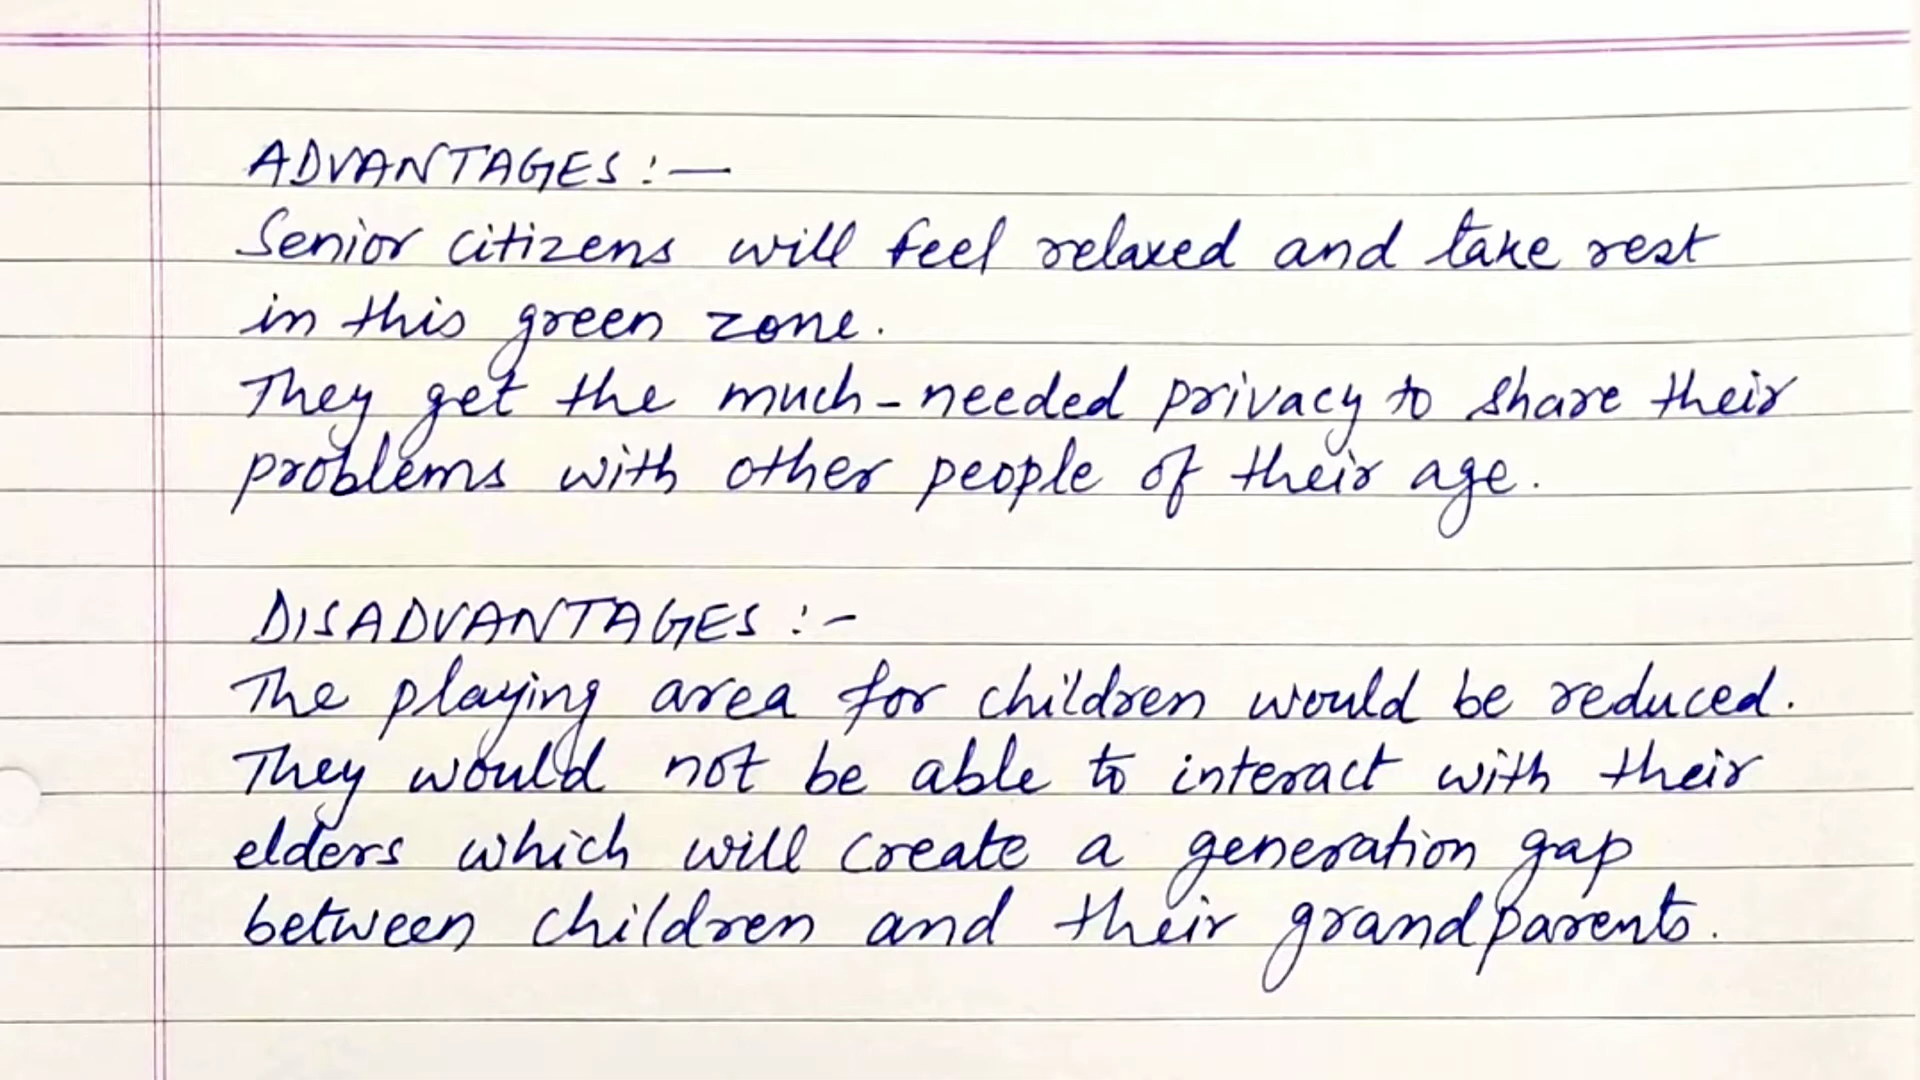 ADVANTAGES :—
Senior citizens will feel relaxed and take rest
in this green zone.
They get the much-needed privacy to share their
problems with other people of their age.
DISADVANTAGES :-
The playing area for children would be reduced.
They would not be able to interact with their
elders which will create a generation gap
between children and their grandparents.